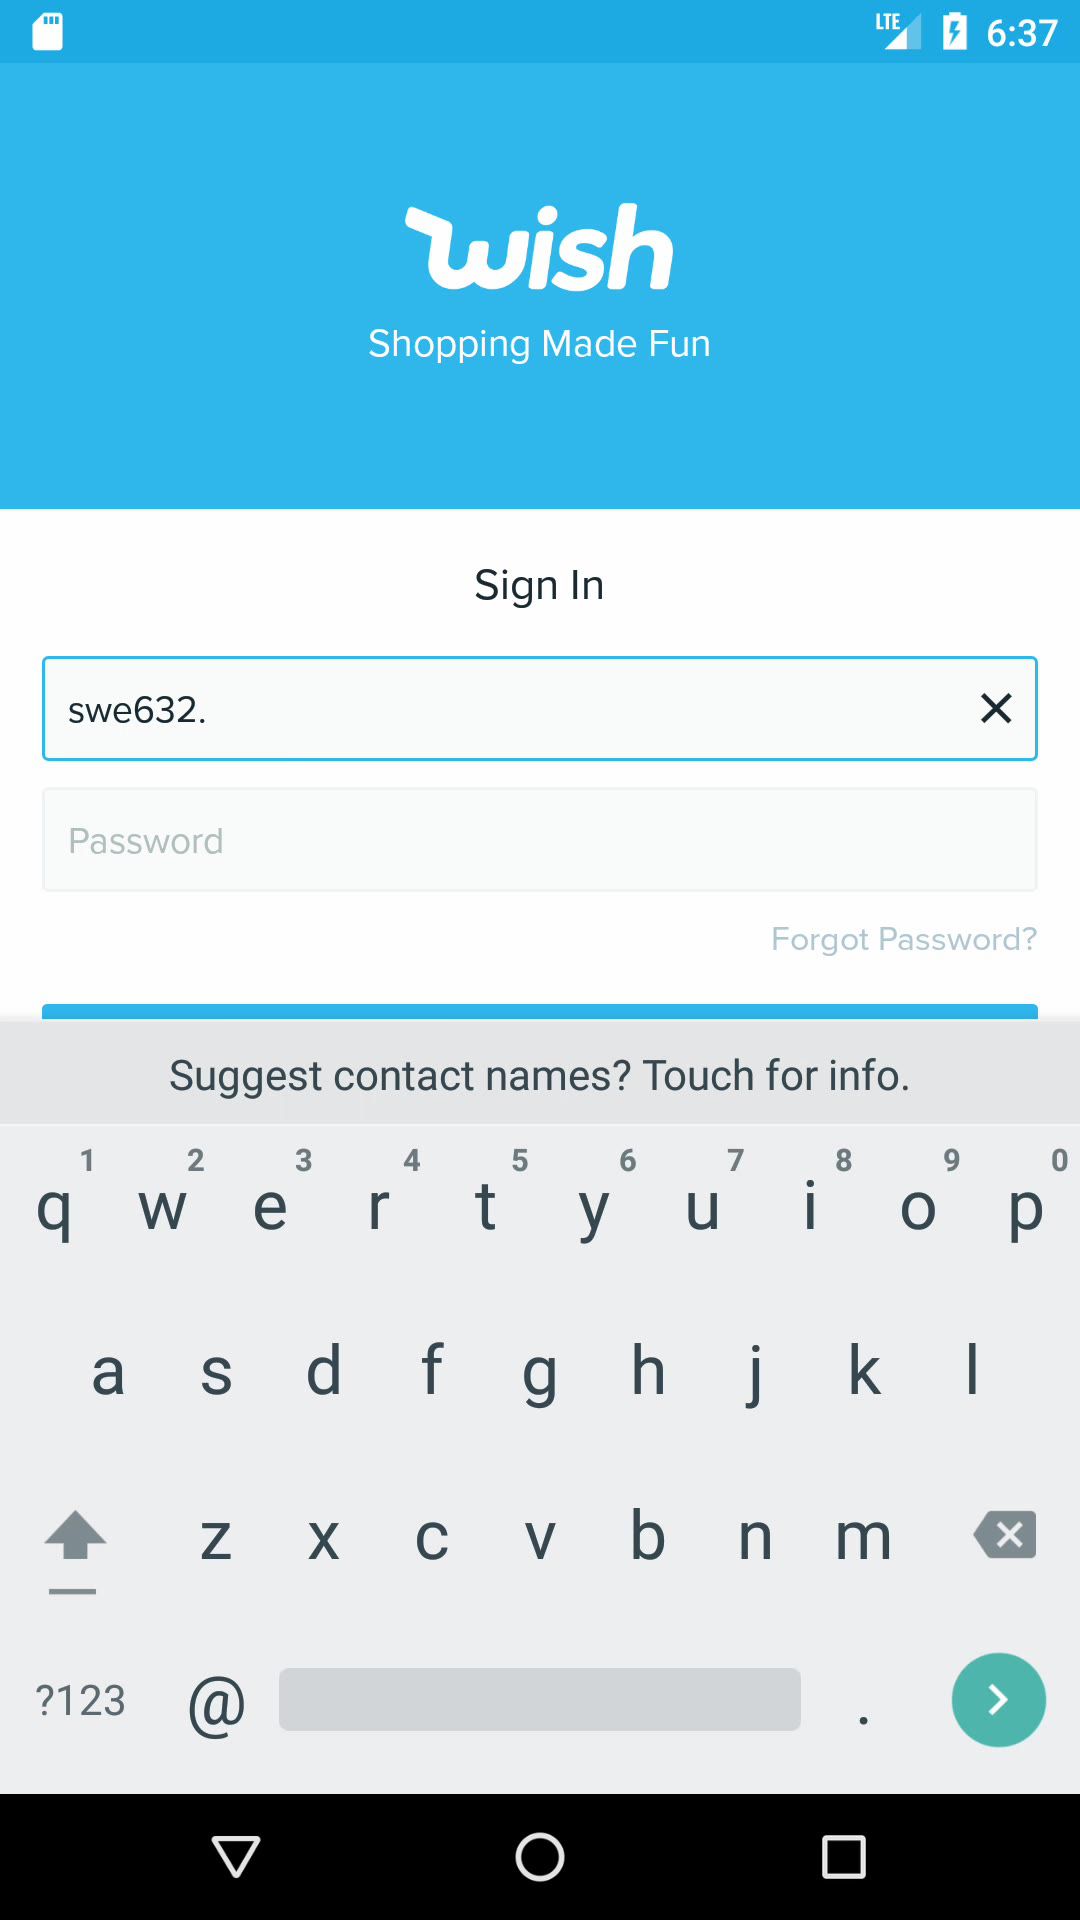 LTE 6:37
wish
Shopping Made Fun
Sign In
swe632.
Password
Forgot Password?
Suggest contact names? Touch for info.
1 2 3 4 5 6 7 8 9 0
q w e r t y u i o p
a s d f g h j k l
z x c v b n m
?123 @ .